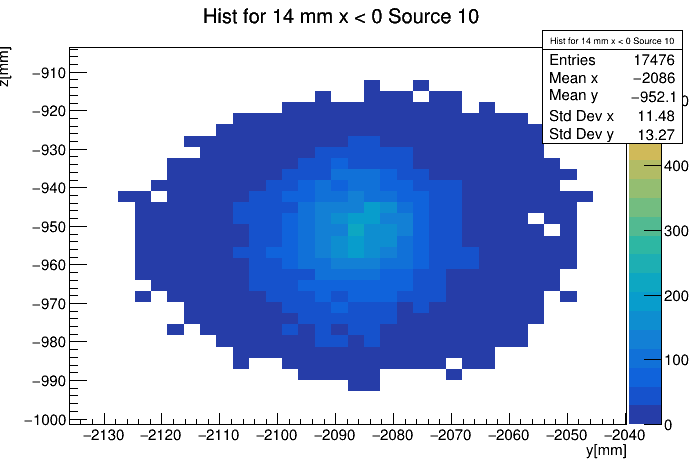 Hist for 14 mm x < 0 Source 10
Hist for 14 mm x < 0 Source 10
Entries 17476
Mean x −2086
Mean y −952.1
Std Dev x 11.48
Std Dev y 13.27
z[mm]
−910
−920
−930
−940
−950
−960
−970
−980
−990
−1000
−2130 −2120 −2110 −2100 −2090 −2080 −2070 −2060 −2050 −2040
y[mm]
400
300
200
100
0